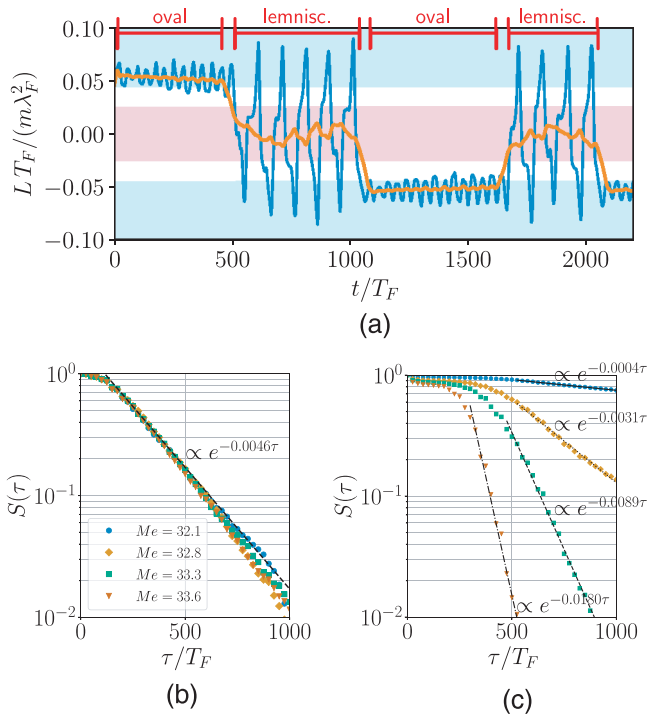 oval lemnisc. oval lemnisc.
0.10
0.05
0.00
−0.05
−0.10
L T_F/(mλ_F^2)
0 500 1000 1500 2000
t/T_F
(a)
10^0
10^{-1}
10^{-2}
S(τ)
∝ e^{−0.0046τ}
Me = 32.1
Me = 32.8
Me = 33.3
Me = 33.6
0 500 1000
τ/T_F
(b)
10^0
10^{-1}
10^{-2}
S(τ)
∝ e^{−0.0004τ}
∝ e^{−0.0031τ}
∝ e^{−0.0089τ}
∝ e^{−0.0180τ}
0 500 1000
τ/T_F
(c)